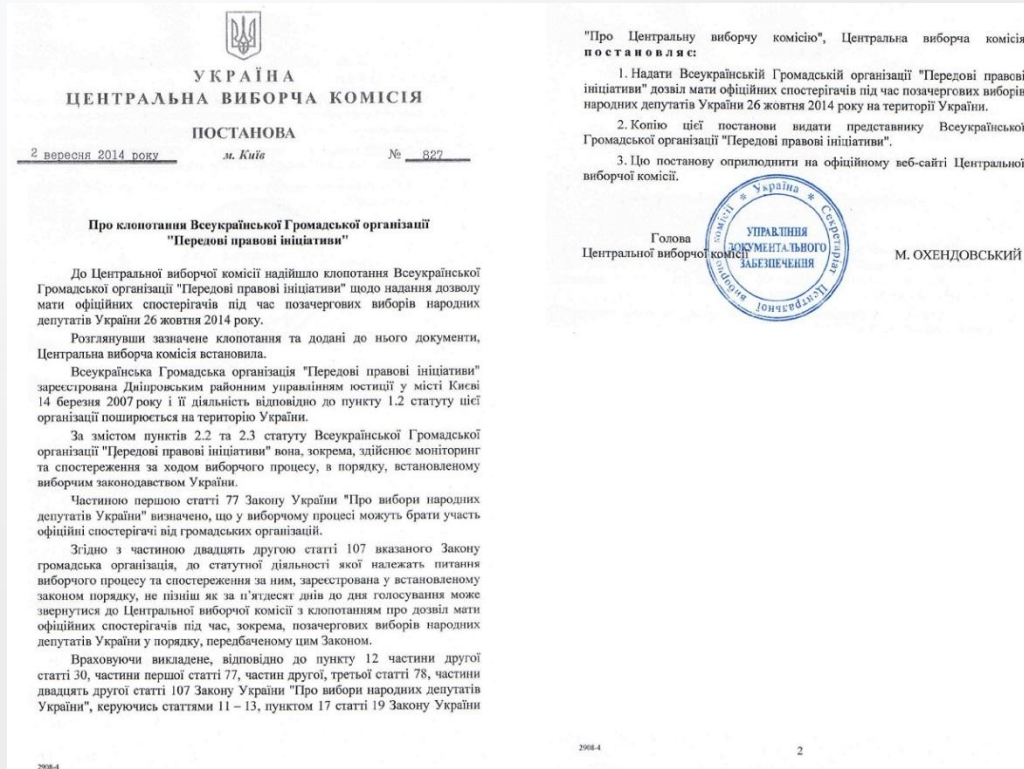 УКРАЇНА
ЦЕНТРАЛЬНА ВИБОРЧА КОМІСІЯ
ПОСТАНОВА
2 вересня 2014 року м. Київ № 827
Про клопотання Всеукраїнської Громадської організації
"Передові правові ініціативи"
До Центральної виборчої комісії надійшло клопотання Всеукраїнської
Громадської організації "Передові правові ініціативи" щодо надання дозволу
мати офіційних спостерігачів під час позачергових виборів народних
депутатів України 26 жовтня 2014 року.
Розглянувши зазначене клопотання та додані до нього документи,
Центральна виборча комісія встановила.
Всеукраїнська Громадська організація "Передові правові ініціативи"
зареєстрована Дніпровським районним управлінням юстиції у місті Києві
14 березня 2007 року і її діяльність відповідно до пункту 1.2 статуту цієї
організації поширюється на територію України.
За змістом пунктів 2.2 та 2.3 статуту Всеукраїнської Громадської
організації "Передові правові ініціативи" вона, зокрема, здійснює моніторинг
та спостереження за ходом виборчого процесу, в порядку, встановленому
виборчим законодавством України.
Частиною першою статті 77 Закону України "Про вибори народних
депутатів України" визначено, що у виборчому процесі можуть брати участь
офіційні спостерігачі від громадських організацій.
Згідно з частиною двадцять другою статті 107 вказаного Закону
громадська організація, до статутної діяльності якої належать питання
виборчого процесу та спостереження за ним, зареєстрована у встановленому
законом порядку, не пізніш як за п'ятдесят днів до дня голосування може
звернутися до Центральної виборчої комісії з клопотанням про дозвіл мати
офіційних спостерігачів під час, зокрема, позачергових виборів народних
депутатів України у порядку, передбаченому цим Законом.
Враховуючи викладене, відповідно до пункту 12 частини другої
статті 30, частини першої статті 77, частин другої, третьої статті 78, частини
двадцять другої статті 107 Закону України "Про вибори народних депутатів
України", керуючись статтями 11 – 13, пунктом 17 статті 19 Закону України
2908-4
"Про Центральну виборчу комісію", Центральна виборча комісія
постановляє:
1. Надати Всеукраїнській Громадській організації "Передові правові
ініціативи" дозвіл мати офіційних спостерігачів під час позачергових виборів
народних депутатів України 26 жовтня 2014 року на території України.
2. Копію цієї постанови видати представнику Всеукраїнської
Громадської організації "Передові правові ініціативи".
3. Цю постанову оприлюднити на офіційному веб-сайті Центральної
виборчої комісії.
Голова
Центральної виборчої комісії М. ОХЕНДОВСЬКИЙ
* Україна * Секретаріат Центральної виборчої комісії
УПРАВЛІННЯ
ДОКУМЕНТАЛЬНОГО
ЗАБЕЗПЕЧЕННЯ
2908-4
2